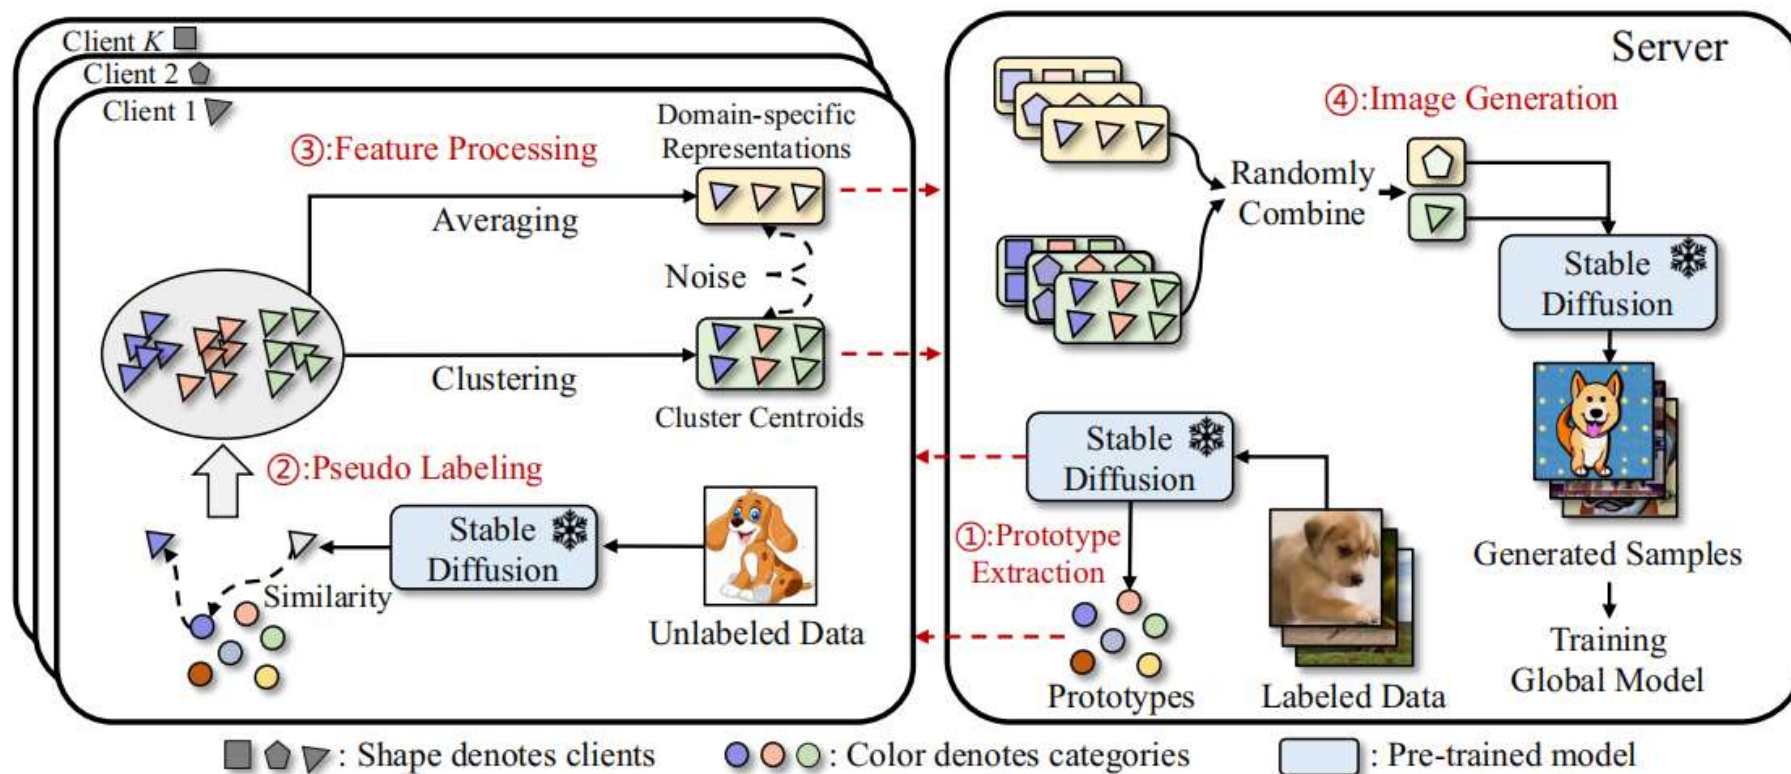 Client K
Client 2
Client 1
③:Feature Processing
Domain-specific
Representations
Averaging
Noise
Clustering
Cluster Centroids
②:Pseudo Labeling
Stable
Diffusion
Similarity
Unlabeled Data
Server
④:Image Generation
Randomly
Combine
Stable
Diffusion
Stable
Diffusion
①:Prototype
Extraction
Prototypes
Labeled Data
Generated Samples
Training
Global Model
: Shape denotes clients
: Color denotes categories
: Pre-trained model